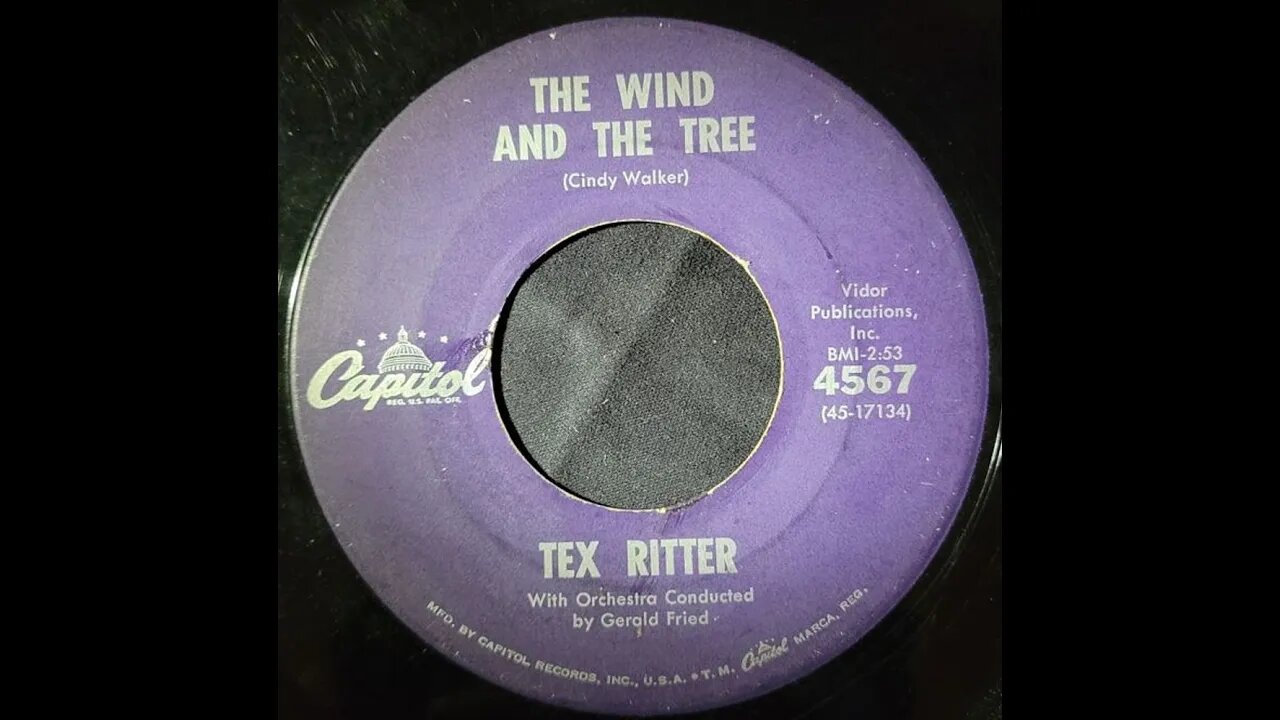 THE WIND
AND THE TREE
(Cindy Walker)
Vidor
Publications,
Inc.
BMI-2:53
4567
(45-17134)
Capitol
REG. U.S. PAT. OFF.
TEX RITTER
With Orchestra Conducted
by Gerald Fried
MFD. BY CAPITOL RECORDS, INC., U.S.A. • T.M. Capitol MARCA, REG.